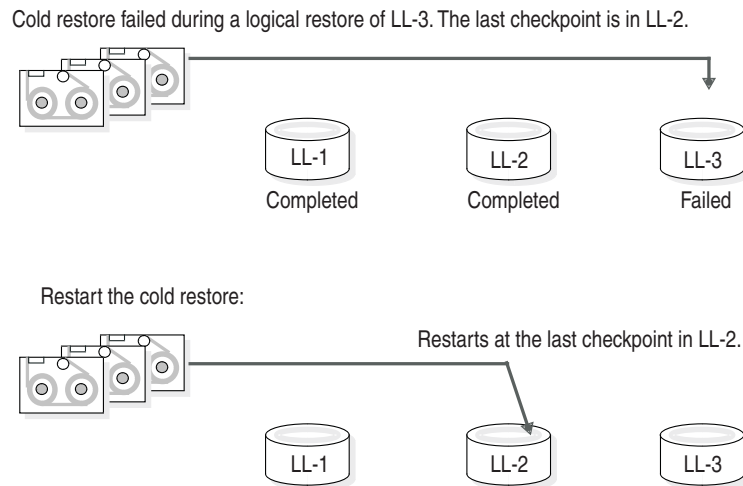 Cold restore failed during a logical restore of LL-3. The last checkpoint is in LL-2.
LL-1
LL-2
LL-3
Completed
Completed
Failed
Restart the cold restore:
Restarts at the last checkpoint in LL-2.
LL-1
LL-2
LL-3